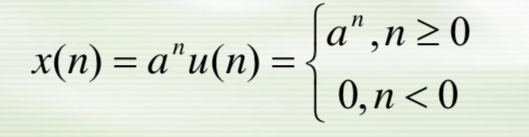 x(n) = aⁿu(n) = { aⁿ, n ≥ 0
0, n < 0